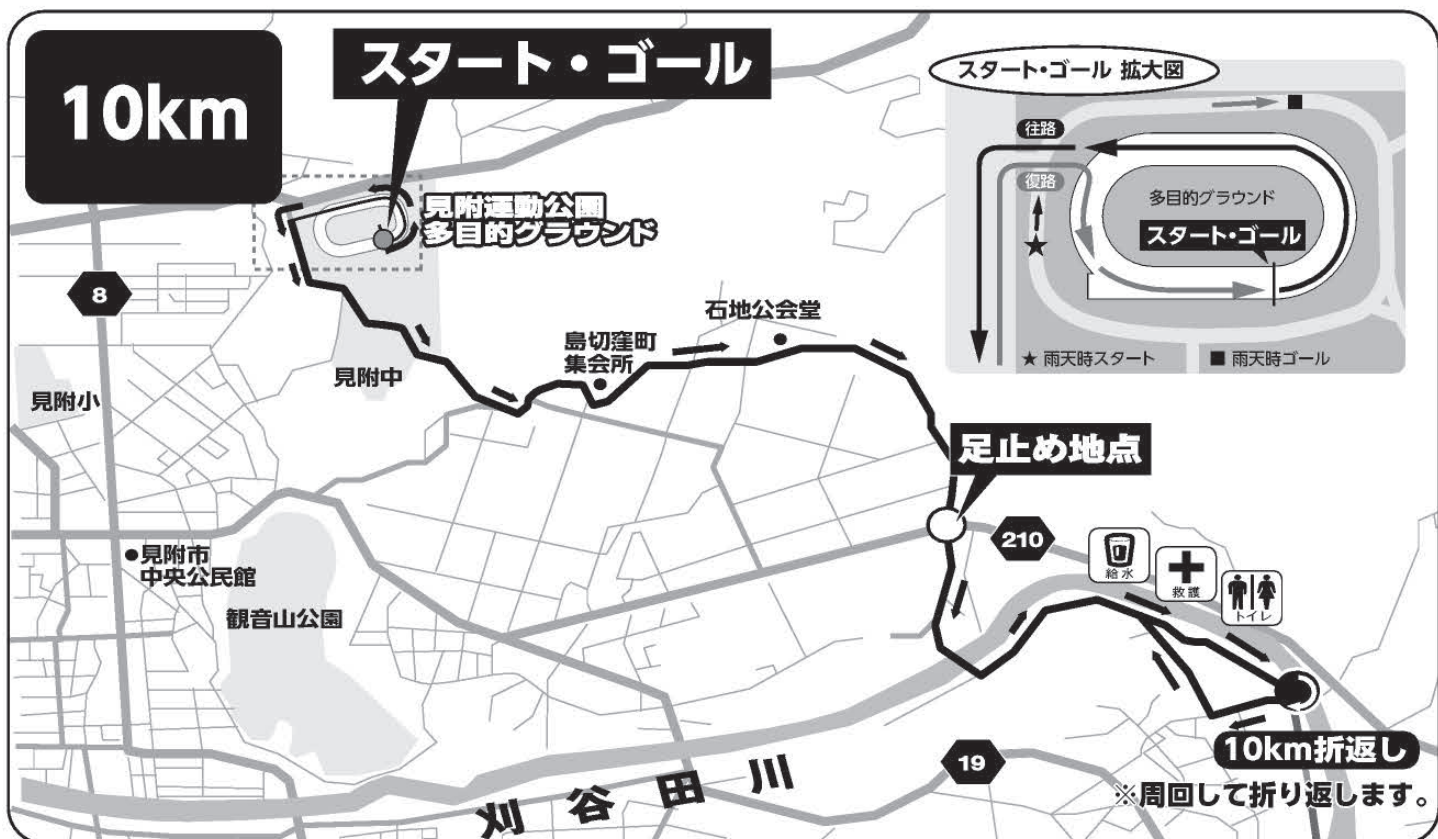 10km
スタート・ゴール
スタート・ゴール 拡大図
往路
復路
多目的グラウンド
スタート・ゴール
★ 雨天時スタート
■ 雨天時ゴール
見附運動公園
多目的グラウンド
8
石地公会堂
島切窪町
集会所
見附中
見附小
足止め地点
210
給水
救護
トイレ
見附市
中央公民館
観音山公園
10km折返し
19
刈谷田川
※周回して折り返します。